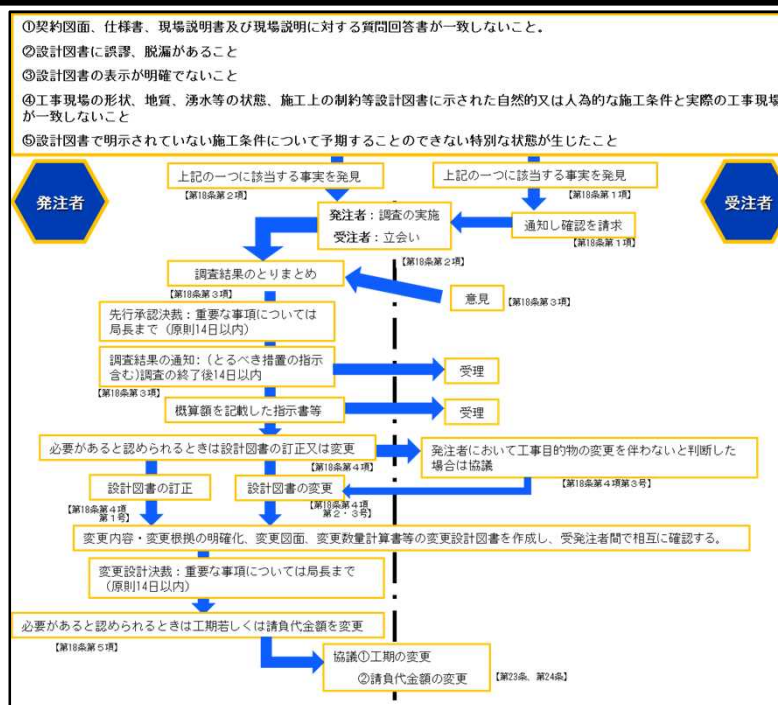 ①契約図面、仕様書、現場説明書及び現場説明に対する質問回答書が一致しないこと。
②設計図書に誤謬、脱漏があること
③設計図書の表示が明確でないこと
④工事現場の形状、地質、湧水等の状態、施工上の制約等設計図書に示された自然的又は人為的な施工条件と実際の工事現場
が一致しないこと
⑤設計図書で明示されていない施工条件について予期することのできない特別な状態が生じたこと
発注者
受注者
上記の一つに該当する事実を発見
【第18条第2項】
上記の一つに該当する事実を発見
【第18条第1項】
発注者：調査の実施
受注者：立会い
【第18条第2項】
通知し確認を請求
【第18条第1項】
調査結果のとりまとめ
【第18条第3項】
意見
【第18条第3項】
先行承認決裁：重要な事項については
局長まで（原則14日以内）
調査結果の通知：（とるべき措置の指示
含む）調査の終了後14日以内
【第18条第3項】
受理
概算額を記載した指示書等
受理
必要があると認められるときは設計図書の訂正又は変更
【第18条第4項】
発注者において工事目的物の変更を伴わないと判断した
場合は協議
【第18条第4項第3号】
設計図書の訂正
【第18条第4項
第1号】
設計図書の変更
【第18条第4項
第2・3号】
変更内容・変更根拠の明確化、変更図面、変更数量計算書等の変更設計図書を作成し、受発注者間で相互に確認する。
変更設計決裁：重要な事項については局長まで
（原則14日以内）
必要があると認められるときは工期若しくは請負代金額を変更
【第18条第5項】
協議①工期の変更
②請負代金額の変更
【第23条、第24条】